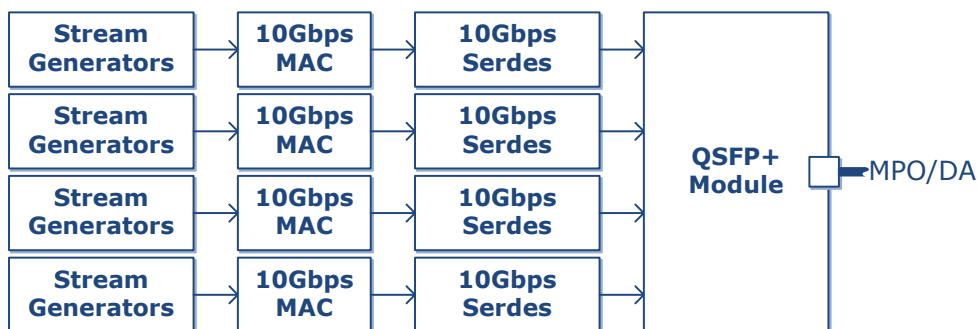 Stream
Generators
10Gbps
MAC
10Gbps
Serdes
Stream
Generators
10Gbps
MAC
10Gbps
Serdes
Stream
Generators
10Gbps
MAC
10Gbps
Serdes
Stream
Generators
10Gbps
MAC
10Gbps
Serdes
QSFP+
Module
MPO/DA